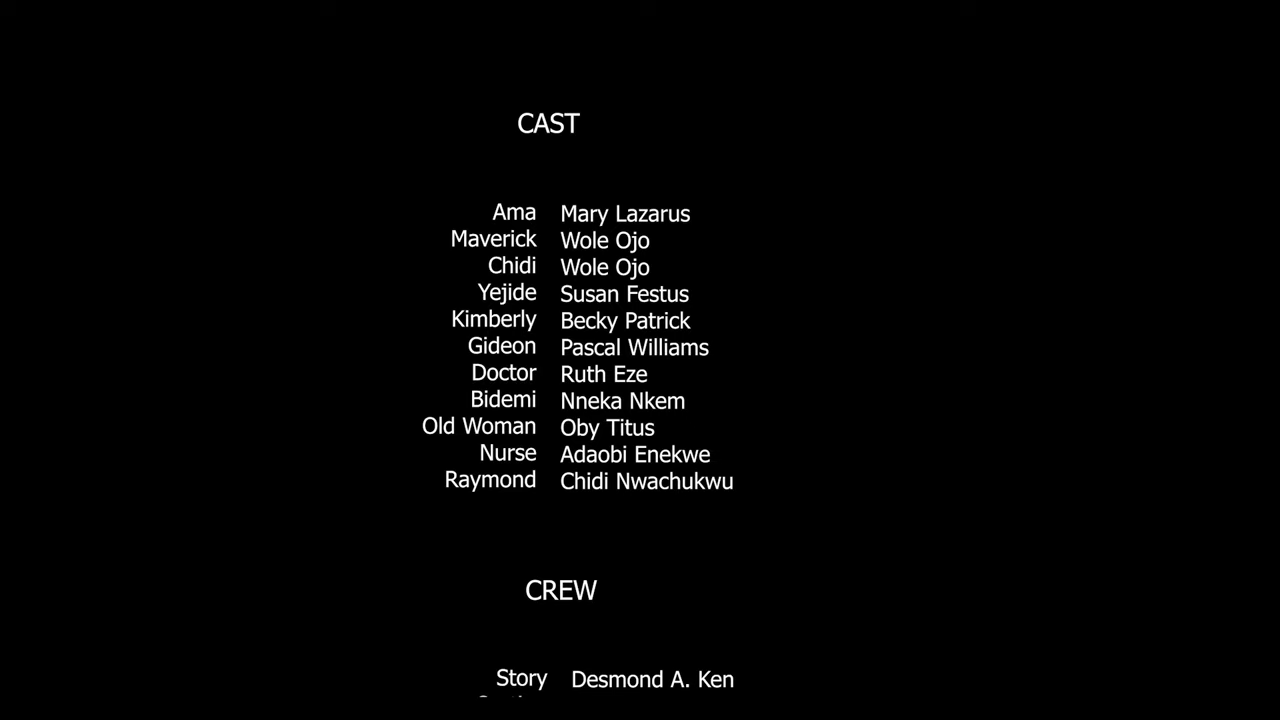 CAST
Ama Mary Lazarus
Maverick Wole Ojo
Chidi Wole Ojo
Yejide Susan Festus
Kimberly Becky Patrick
Gideon Pascal Williams
Doctor Ruth Eze
Bidemi Nneka Nkem
Old Woman Oby Titus
Nurse Adaobi Enekwe
Raymond Chidi Nwachukwu
CREW
Story Desmond A. Ken